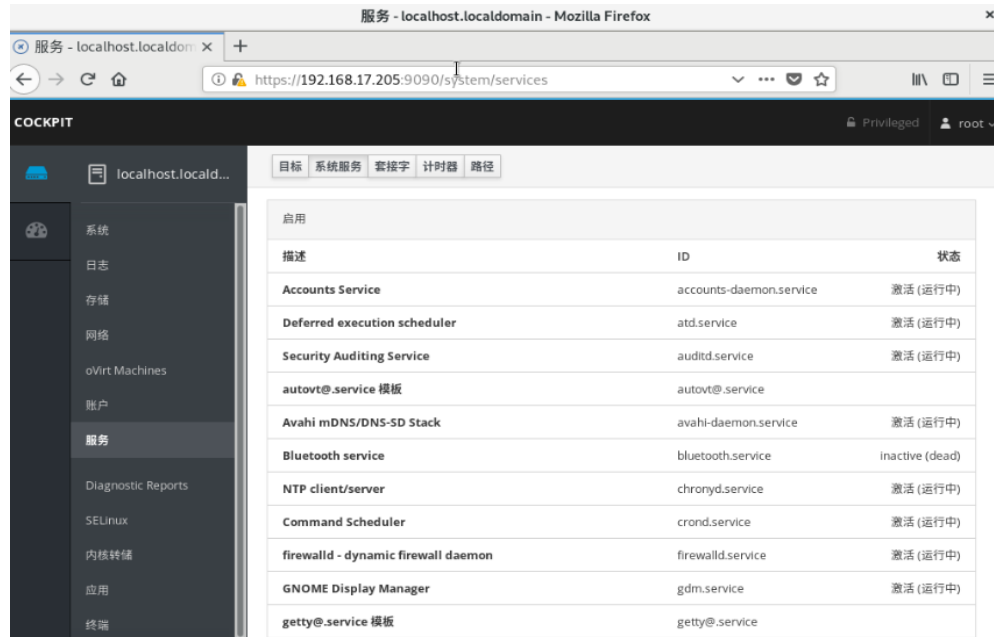 服务 - localhost.localdomain - Mozilla Firefox
服务 - localhost.localdom
https://192.168.17.205:9090/system/services
COCKPIT
Privileged
root
localhost.locald...
系统
日志
存储
网络
oVirt Machines
账户
服务
Diagnostic Reports
SELinux
内核转储
应用
终端
目标 系统服务 套接字 计时器 路径
启用
描述 ID 状态
Accounts Service accounts-daemon.service 激活 (运行中)
Deferred execution scheduler atd.service 激活 (运行中)
Security Auditing Service auditd.service 激活 (运行中)
autovt@.service 模板 autovt@.service
Avahi mDNS/DNS-SD Stack avahi-daemon.service 激活 (运行中)
Bluetooth service bluetooth.service inactive (dead)
NTP client/server chronyd.service 激活 (运行中)
Command Scheduler crond.service 激活 (运行中)
firewalld - dynamic firewall daemon firewalld.service 激活 (运行中)
GNOME Display Manager gdm.service 激活 (运行中)
getty@.service 模板 getty@.service